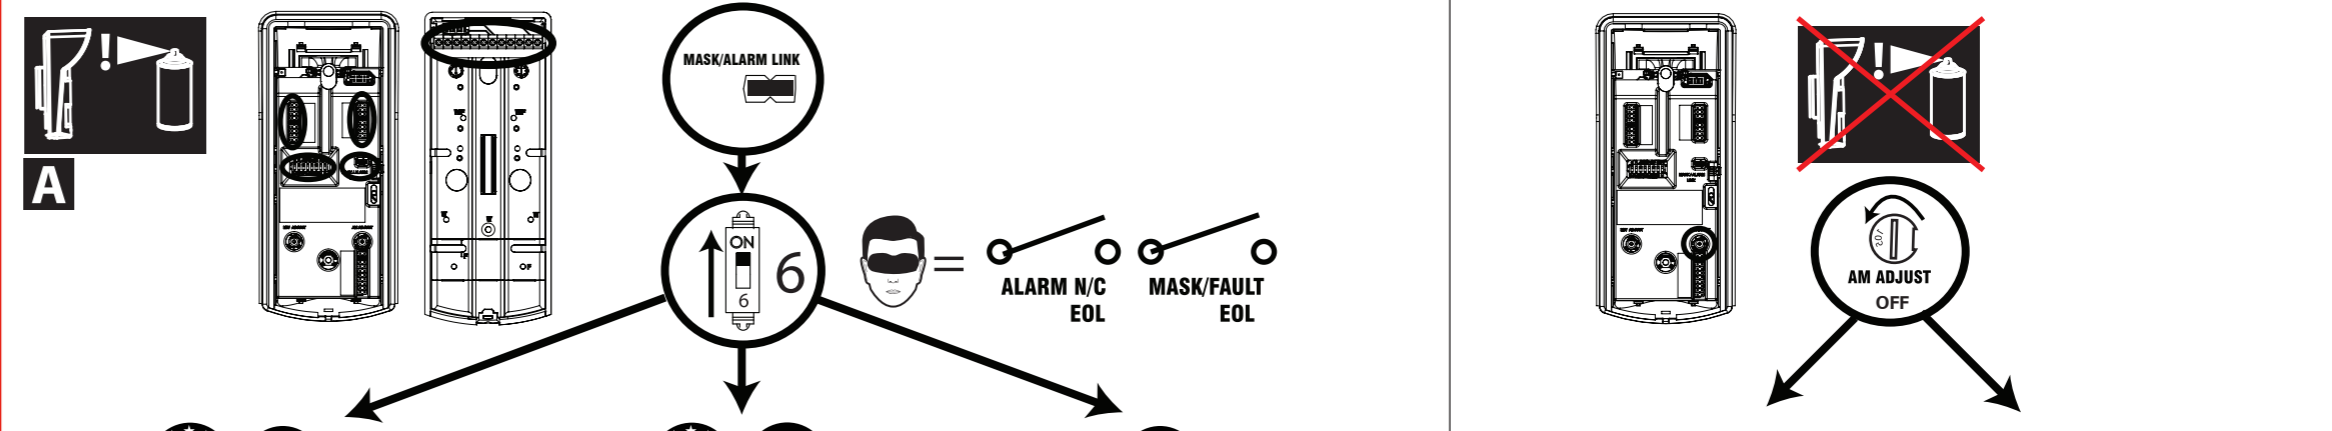 !
A
MASK/ALARM LINK
ON
6
6
=
ALARM N/C
EOL
MASK/FAULT
EOL
!
AM ADJUST
OFF